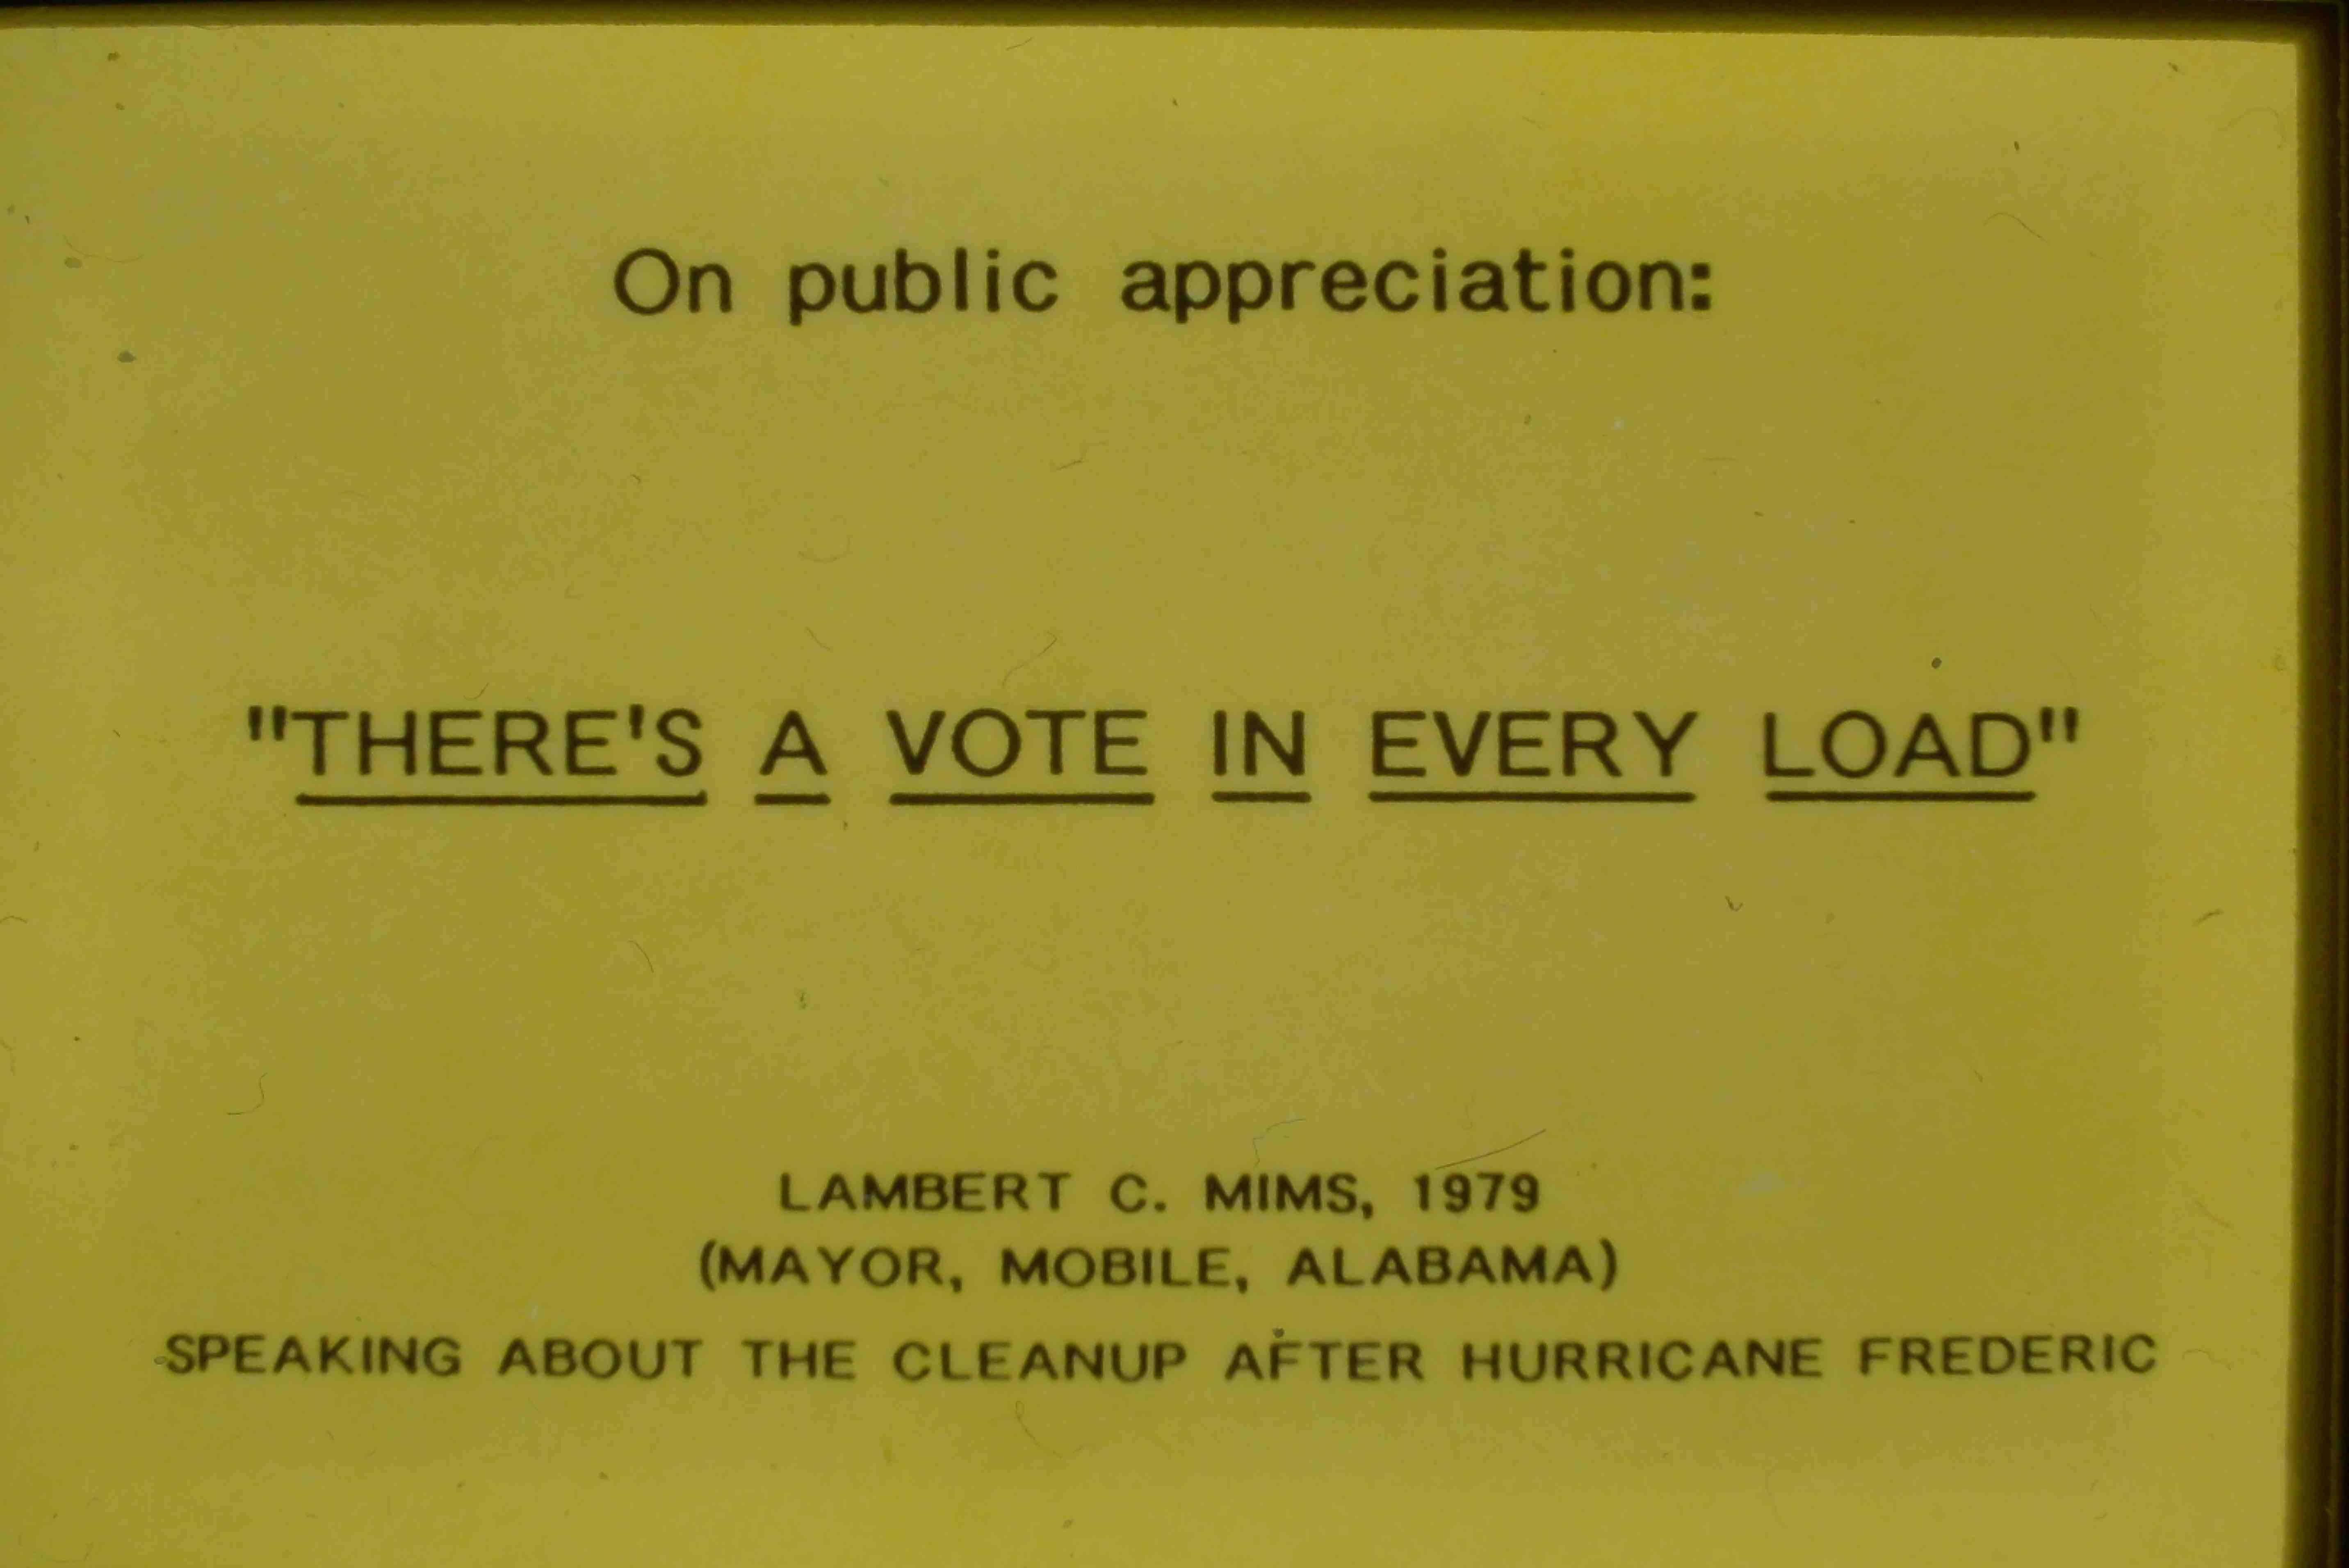 On public appreciation:
"THERE'S A VOTE IN EVERY LOAD"
LAMBERT C. MIMS, 1979
(MAYOR, MOBILE, ALABAMA)
SPEAKING ABOUT THE CLEANUP AFTER HURRICANE FREDERIC